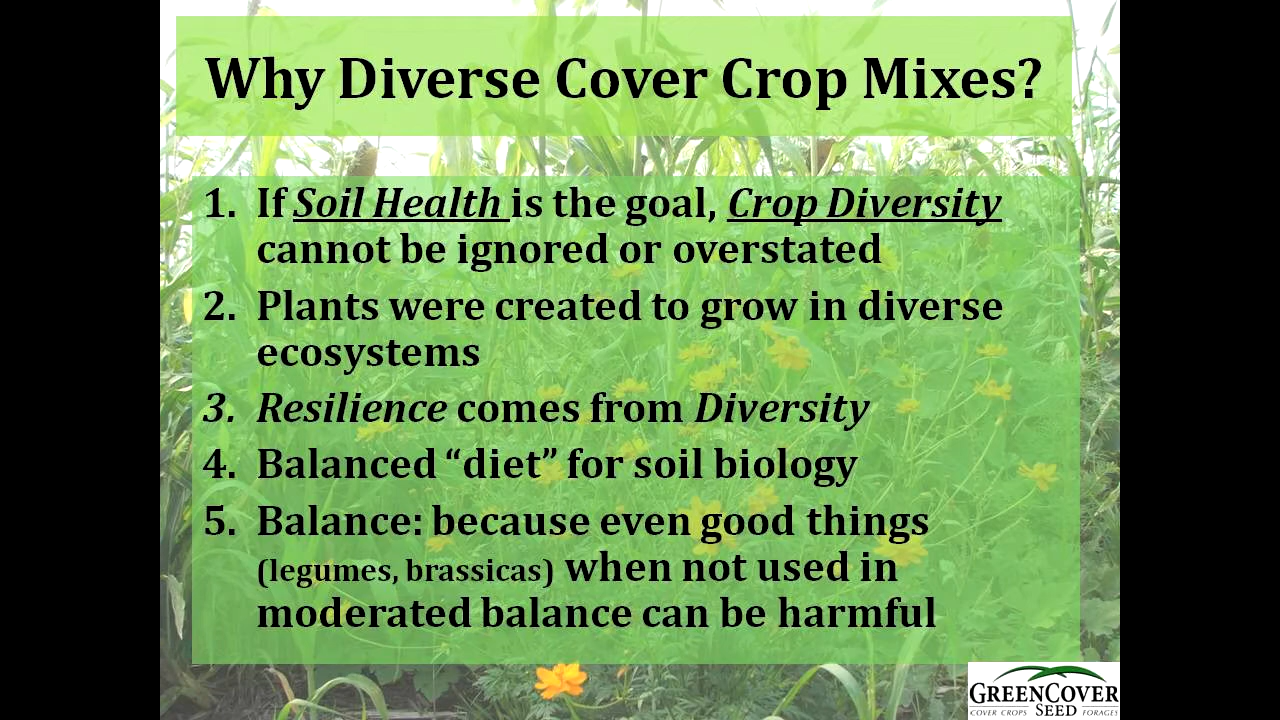 Why Diverse Cover Crop Mixes?
1. If Soil Health is the goal, Crop Diversity
cannot be ignored or overstated
2. Plants were created to grow in diverse
ecosystems
3. Resilience comes from Diversity
4. Balanced “diet” for soil biology
5. Balance: because even good things
(legumes, brassicas) when not used in
moderated balance can be harmful
GREENCOVER
COVER CROPS SEED FORAGES